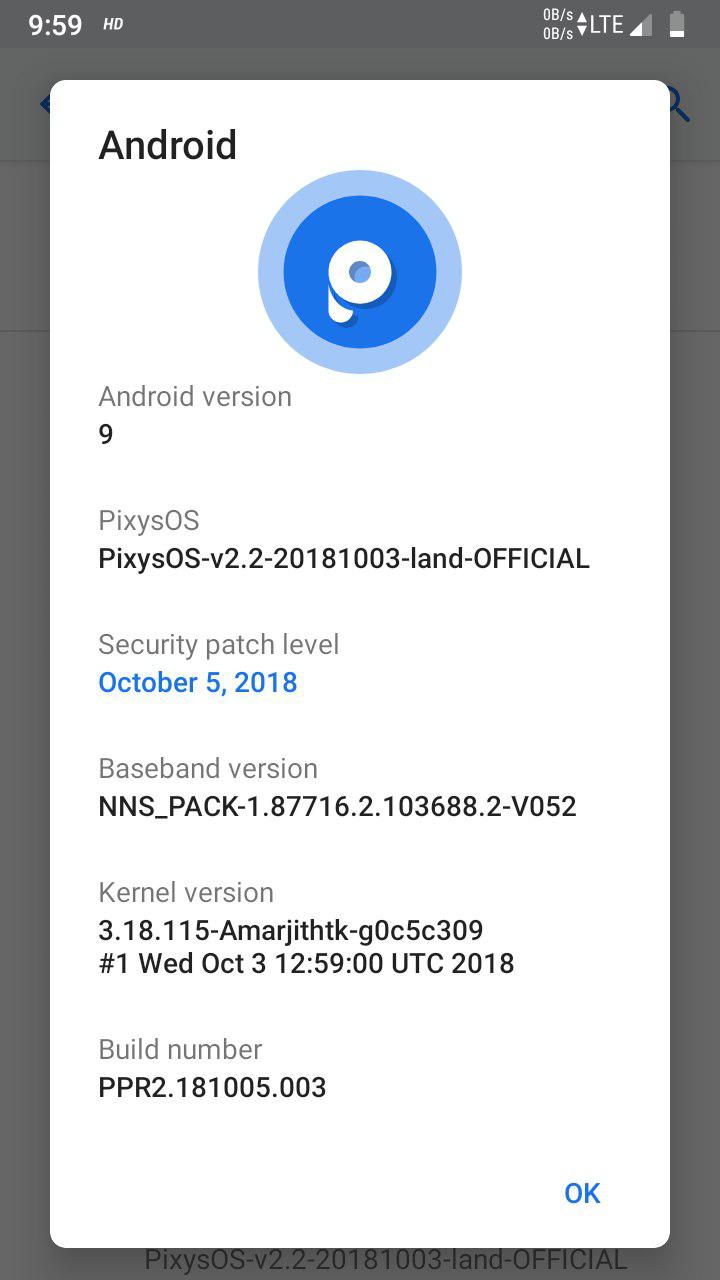 9:59 HD 0B/s LTE
0B/s
Android
Android version
9
PixysOS
PixysOS-v2.2-20181003-land-OFFICIAL
Security patch level
October 5, 2018
Baseband version
NNS_PACK-1.87716.2.103688.2-V052
Kernel version
3.18.115-Amarjithtk-g0c5c309
#1 Wed Oct 3 12:59:00 UTC 2018
Build number
PPR2.181005.003
OK
PixysOS-v2.2-20181003-land-OFFICIAL